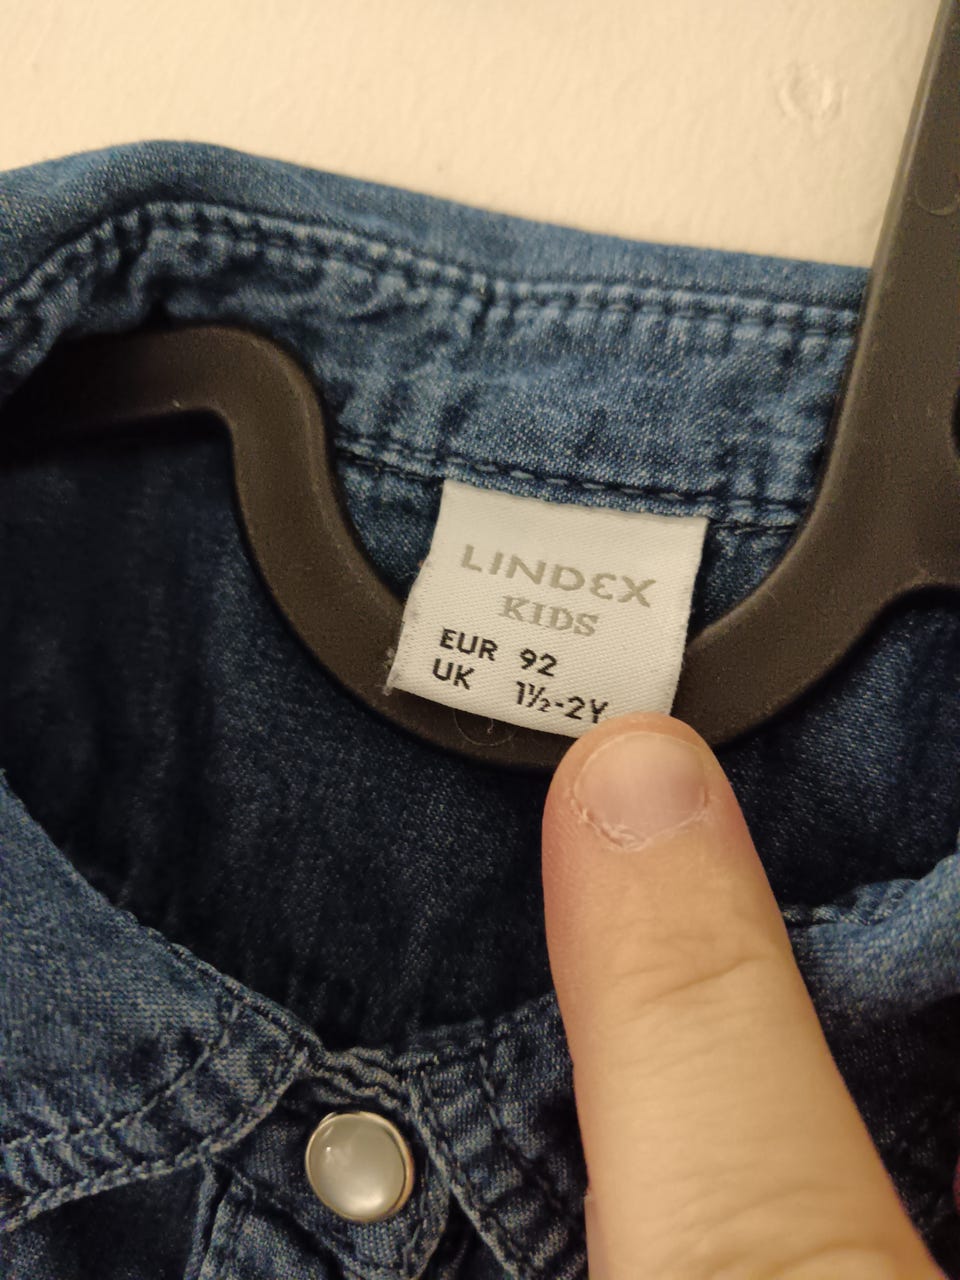 LINDEX
KIDS
EUR 92
UK 1½-2Y